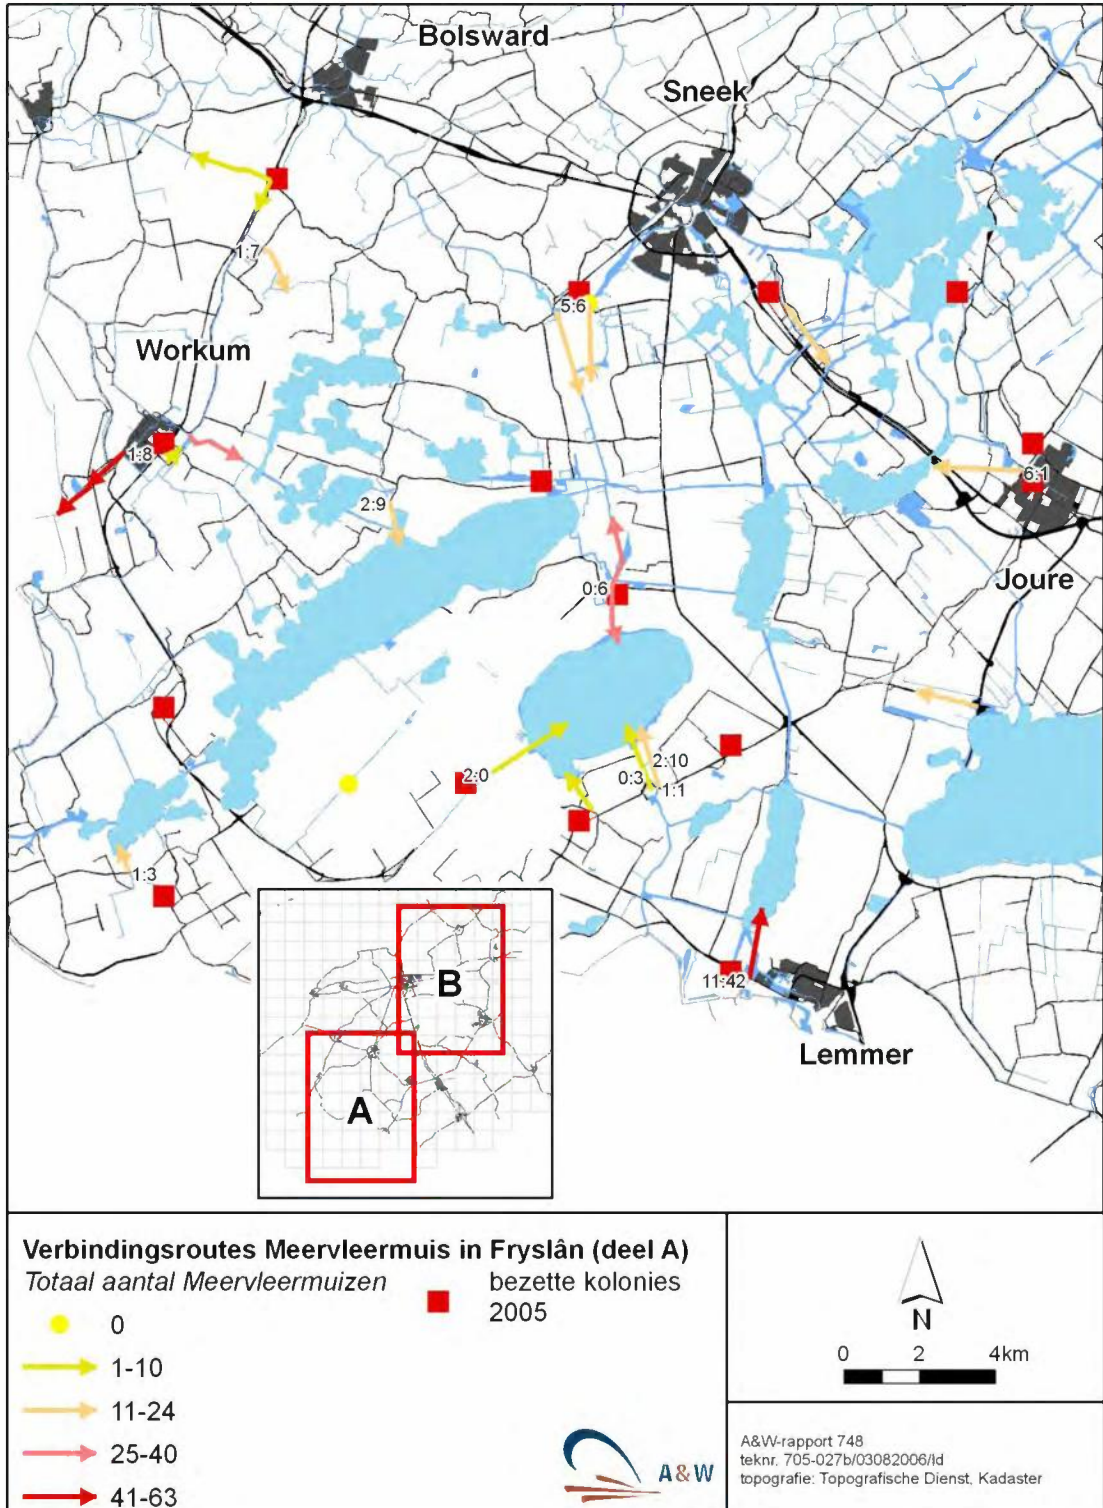 Bolsward
Sneek
1:7
5:6
Workum
1:8
2:9
6:1
Joure
0:6
2:0
2:10
0:3
1:1
1:3
11:42
Lemmer
B
A
Verbindingsroutes Meervleermuis in Fryslân (deel A)
Totaal aantal Meervleermuizen
bezette kolonies
2005
0
1-10
11-24
25-40
41-63
N
0 2 4km
A&W
A&W-rapport 748
teknr. 705-027b/03082006/ld
topografie: Topografische Dienst, Kadaster